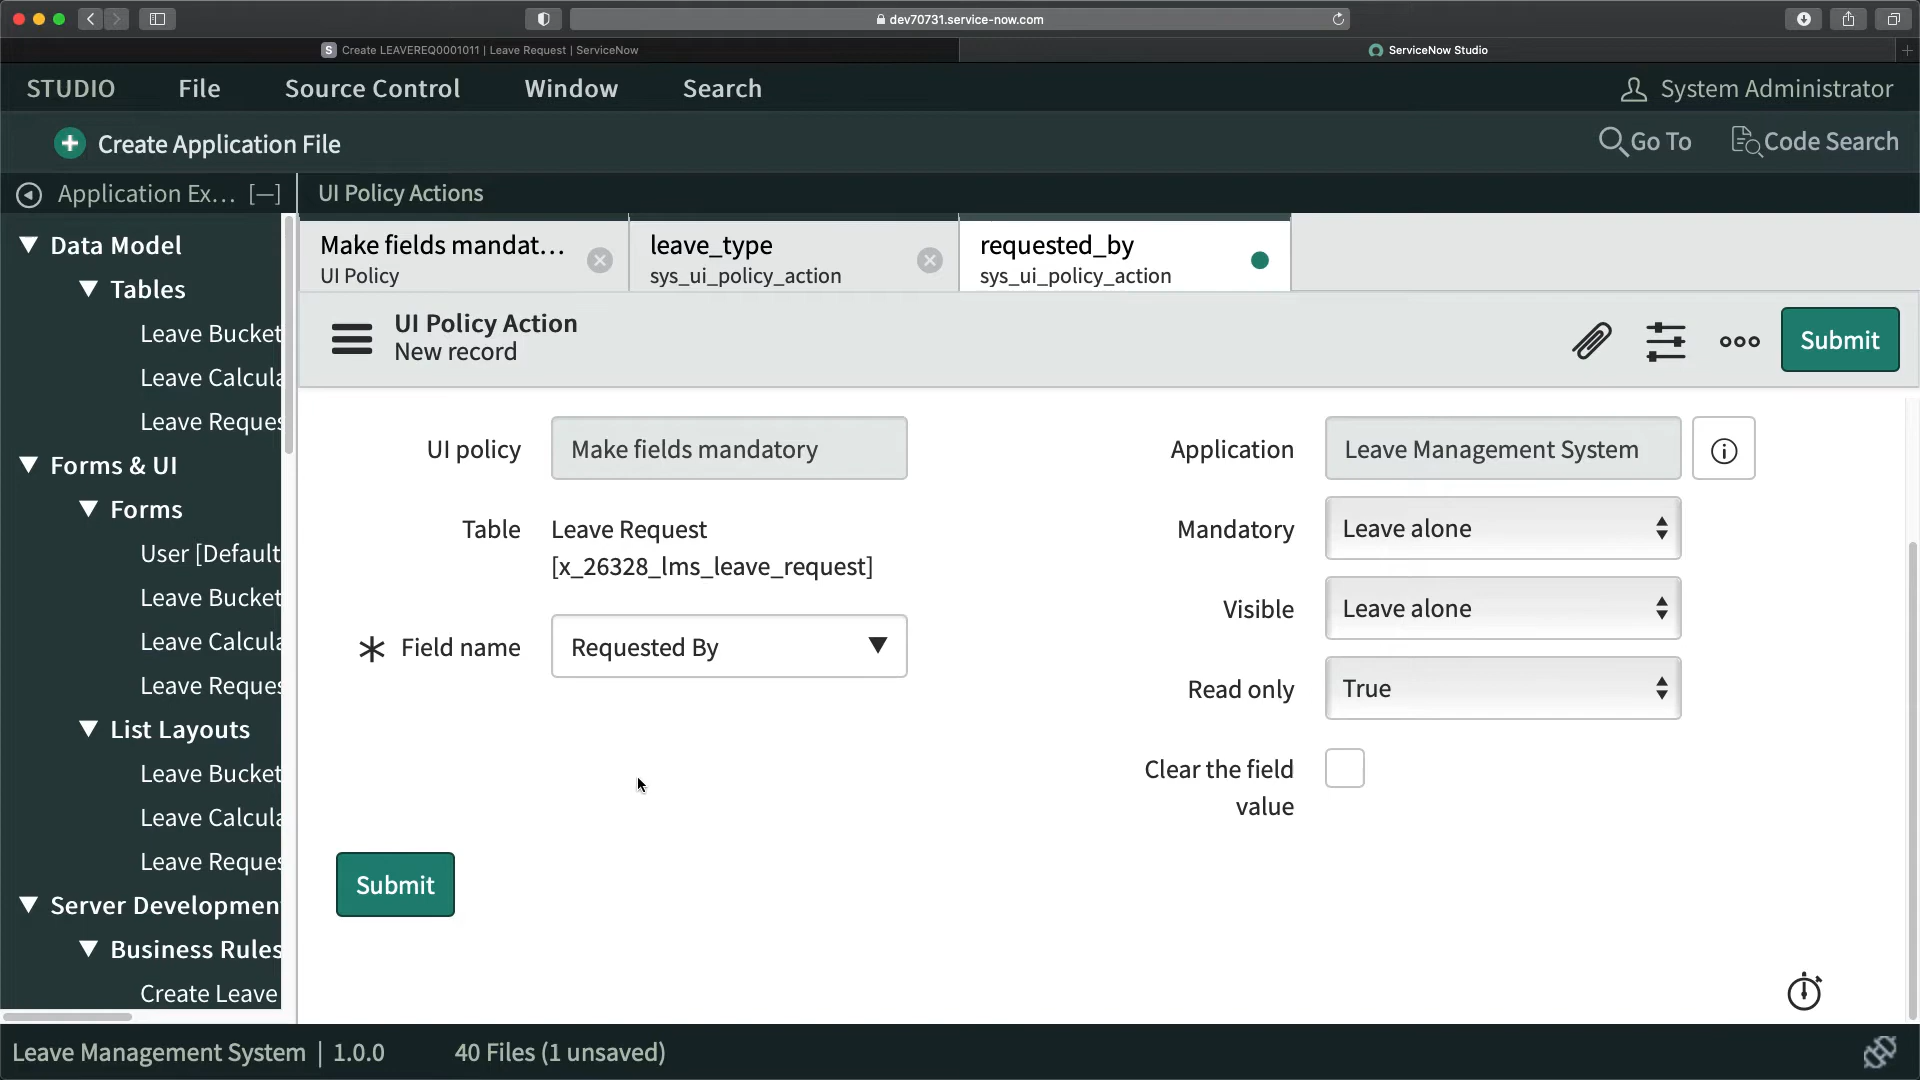 dev70731.service-now.com
S Create LEAVEREQ0001011 | Leave Request | ServiceNow
ServiceNow Studio
STUDIO File Source Control Window Search System Administrator
Create Application File Go To Code Search
Application Ex... [—] UI Policy Actions
Data Model
Tables
Leave Bucket
Leave Calcula
Leave Reques
Forms & UI
Forms
User [Default
Leave Bucket
Leave Calcula
Leave Reques
List Layouts
Leave Bucket
Leave Calcula
Leave Reques
Server Developmen
Business Rules
Create Leave
Make fields mandat...
UI Policy
leave_type
sys_ui_policy_action
requested_by
sys_ui_policy_action
UI Policy Action
New record
Submit
UI policy Make fields mandatory
Table Leave Request
[x_26328_lms_leave_request]
Field name Requested By
Application Leave Management System
Mandatory Leave alone
Visible Leave alone
Read only True
Clear the field
value
Submit
Leave Management System | 1.0.0 40 Files (1 unsaved)